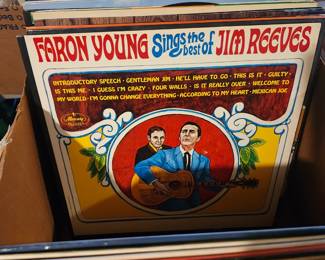 FARON YOUNG Sings the best of JIM REEVES
INTRODUCTORY SPEECH · GENTLEMAN JIM · HE'LL HAVE TO GO · THIS IS IT · GUILTY ·
IS THIS ME · I GUESS I'M CRAZY · FOUR WALLS · IS IT REALLY OVER · WELCOME TO
MY WORLD · I'M GONNA CHANGE EVERYTHING · ACCORDING TO MY HEART · MEXICAN JOE
Mercury